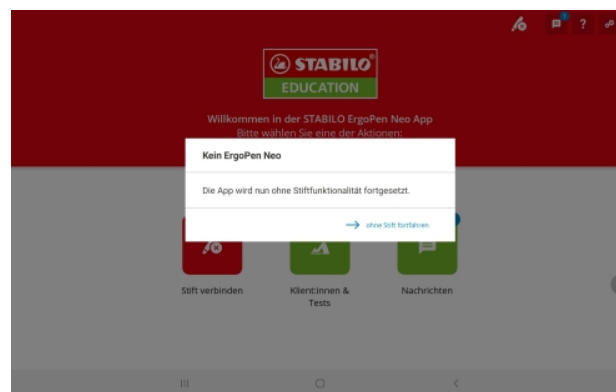 1
?
STABILO®
EDUCATION
Willkommen in der STABILO ErgoPen Neo App
Bitte wählen Sie eine der Aktionen:
Kein ErgoPen Neo
Die App wird nun ohne Stiftfunktionalität fortgesetzt.
ohne Stift fortfahren
Stift verbinden
Klient:innen &
Tests
Nachrichten